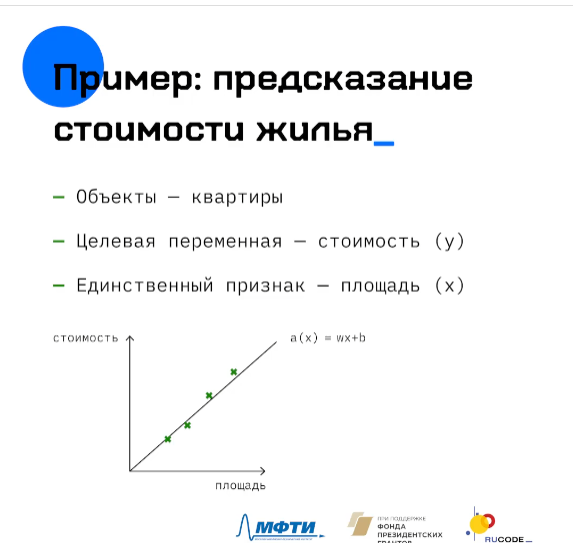 Пример: предсказание
стоимости жилья_
— Объекты — квартиры
— Целевая переменная — стоимость (y)
— Единственный признак — площадь (x)
стоимость
a(x) = wx+b
площадь
МФТИ_
ПРИ ПОДДЕРЖКЕ
ФОНДА
ПРЕЗИДЕНТСКИХ
ГРАНТОВ
RUCODE_